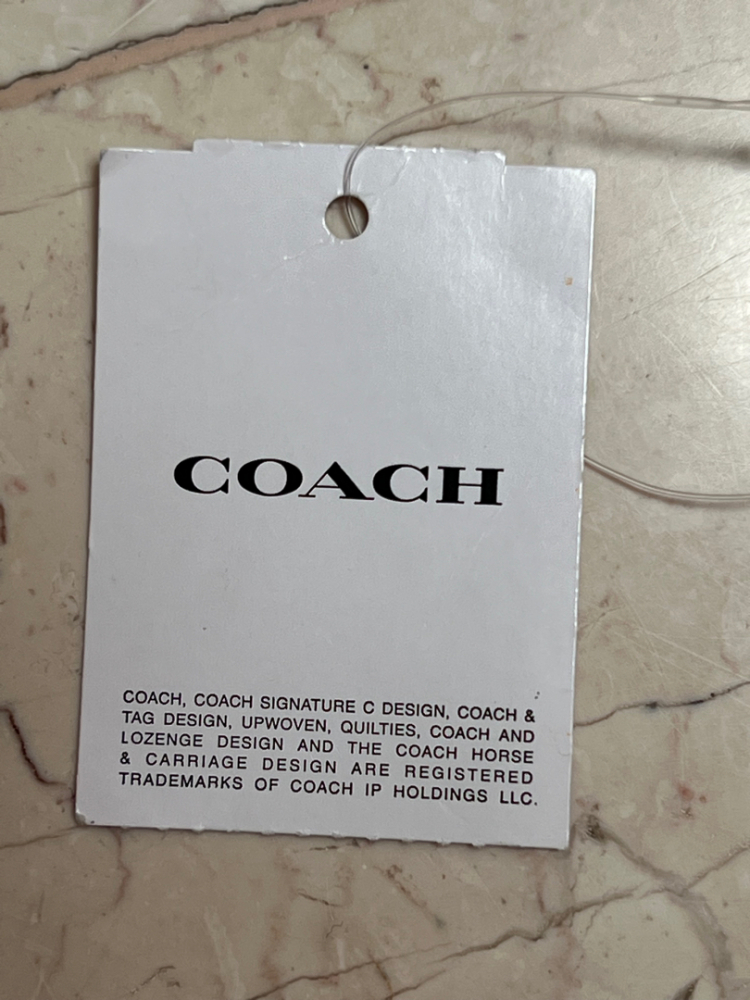 COACH
COACH, COACH SIGNATURE C DESIGN, COACH &
TAG DESIGN, UPWOVEN, QUILTIES, COACH AND
LOZENGE DESIGN AND THE COACH HORSE
& CARRIAGE DESIGN ARE REGISTERED
TRADEMARKS OF COACH IP HOLDINGS LLC.